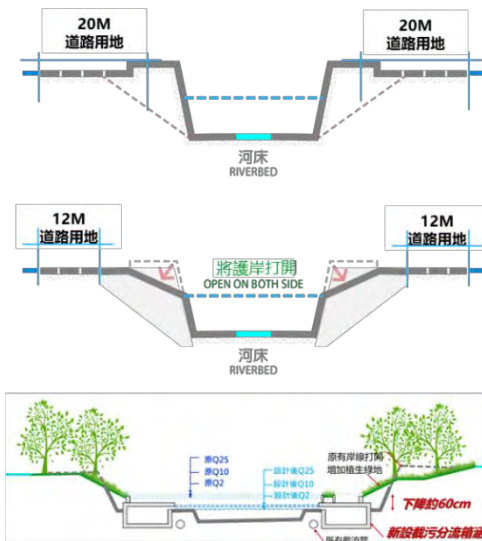 20M
道路用地
20M
道路用地
河床
RIVERBED
12M
道路用地
12M
道路用地
將護岸打開
OPEN ON BOTH SIDE
河床
RIVERBED
原Q25
原Q10
原Q2
設計後Q25
設計後Q10
設計後Q2
原有岸線打開
增加植生綠地
下降約60cm
新設截污分流箱涵